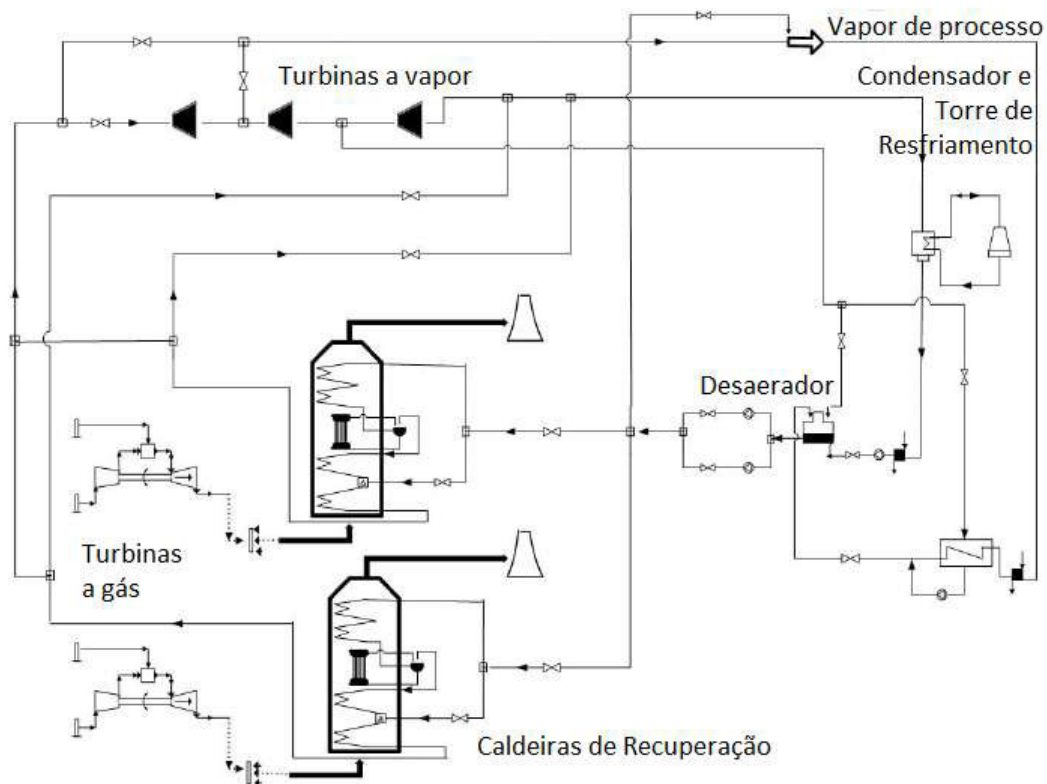 Vapor de processo
Turbinas a vapor
Condensador e
Torre de
Resfriamento
Desaerador
Turbinas
a gás
Caldeiras de Recuperação